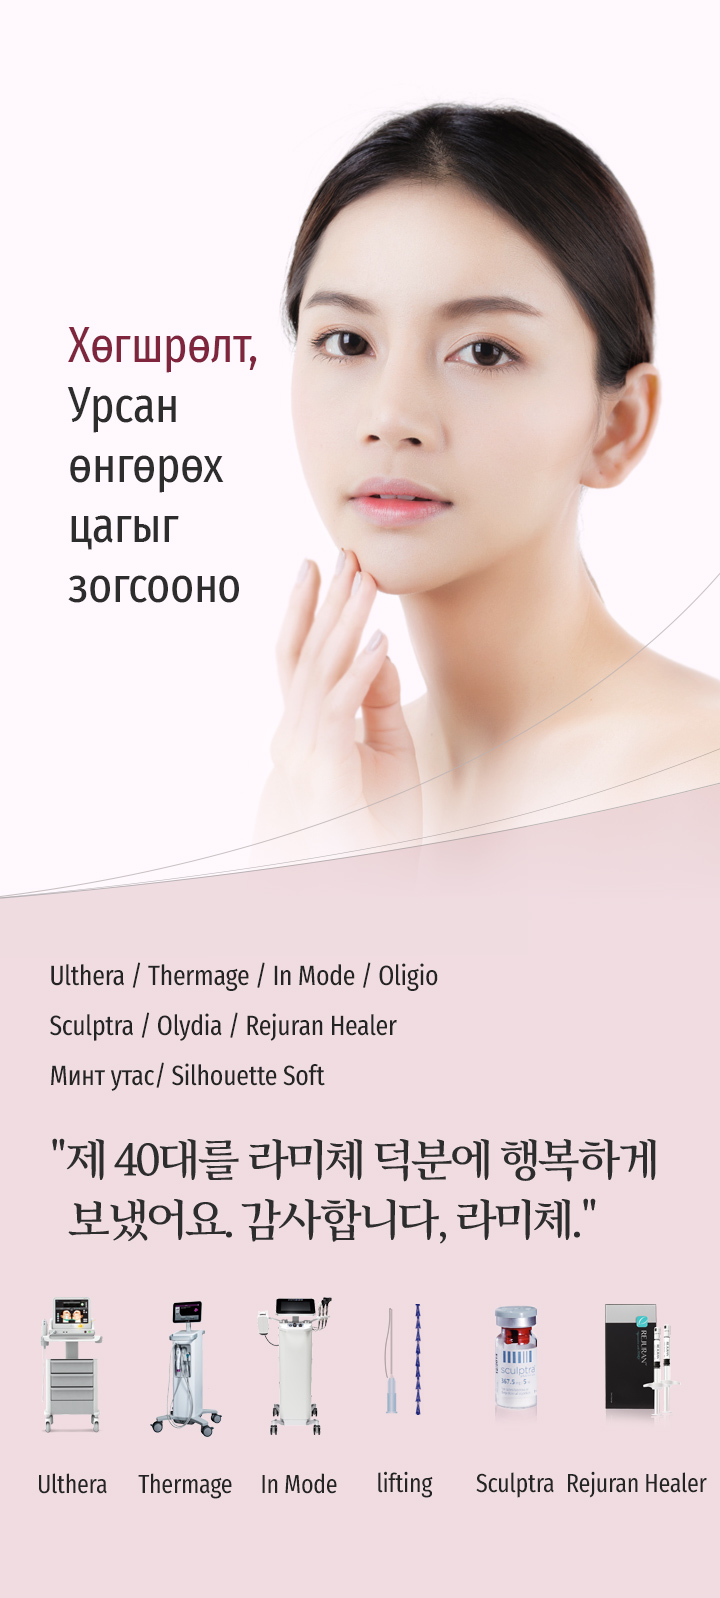 Хөгшрөлт,
Урсан
өнгөрөх
цагыг
зогсооно
Ulthera / Thermage / In Mode / Oligio
Sculptra / Olydia / Rejuran Healer
Минт утас/ Silhouette Soft
"제 40대를 라미체 덕분에 행복하게
보냈어요. 감사합니다, 라미체."
sculptra
REJURAN
Ulthera
Thermage
In Mode
lifting
Sculptra
Rejuran Healer